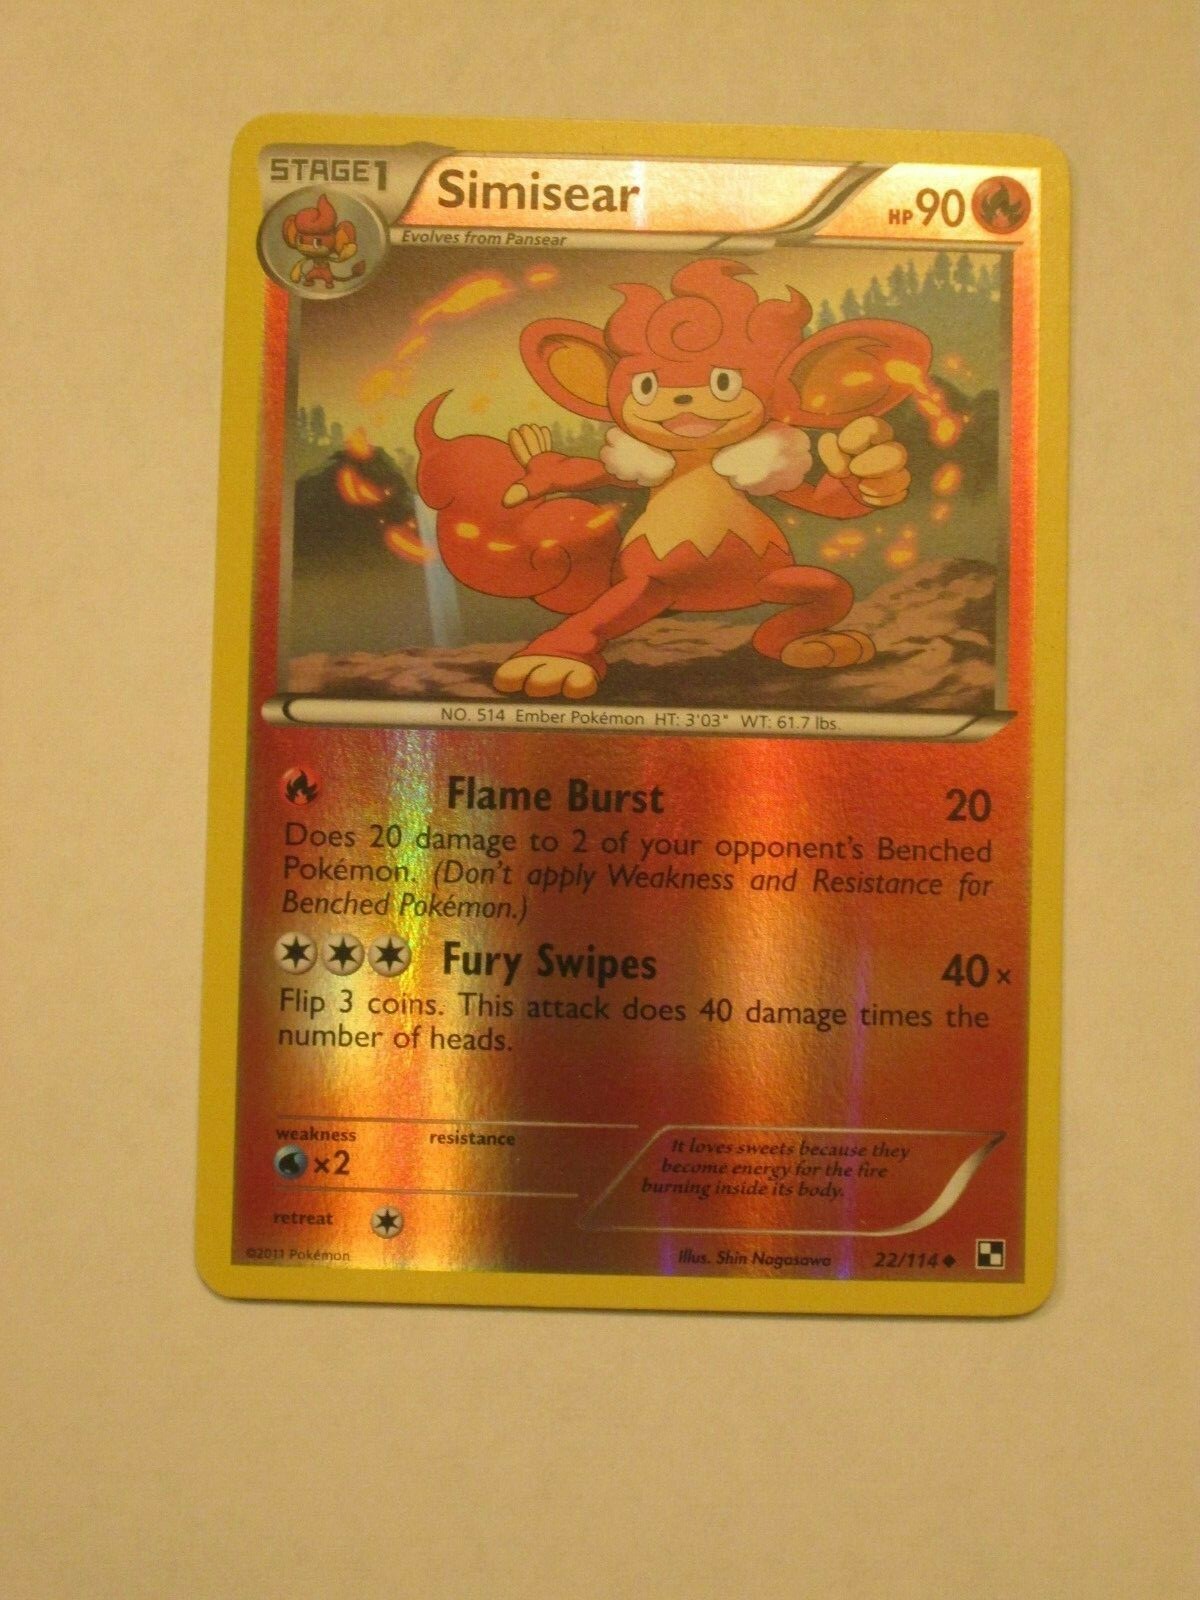 STAGE1
Simisear
HP 90
Evolves from Pansear
NO. 514 Ember Pokémon HT: 3'03" WT: 61.7 lbs.
Flame Burst 20
Does 20 damage to 2 of your opponent's Benched
Pokémon. (Don't apply Weakness and Resistance for
Benched Pokémon.)
Fury Swipes 40×
Flip 3 coins. This attack does 40 damage times the
number of heads.
weakness resistance
×2
It loves sweets because they
become energy for the fire
burning inside its body.
retreat
©2011 Pokémon Illus. Shin Nagasawa 22/114